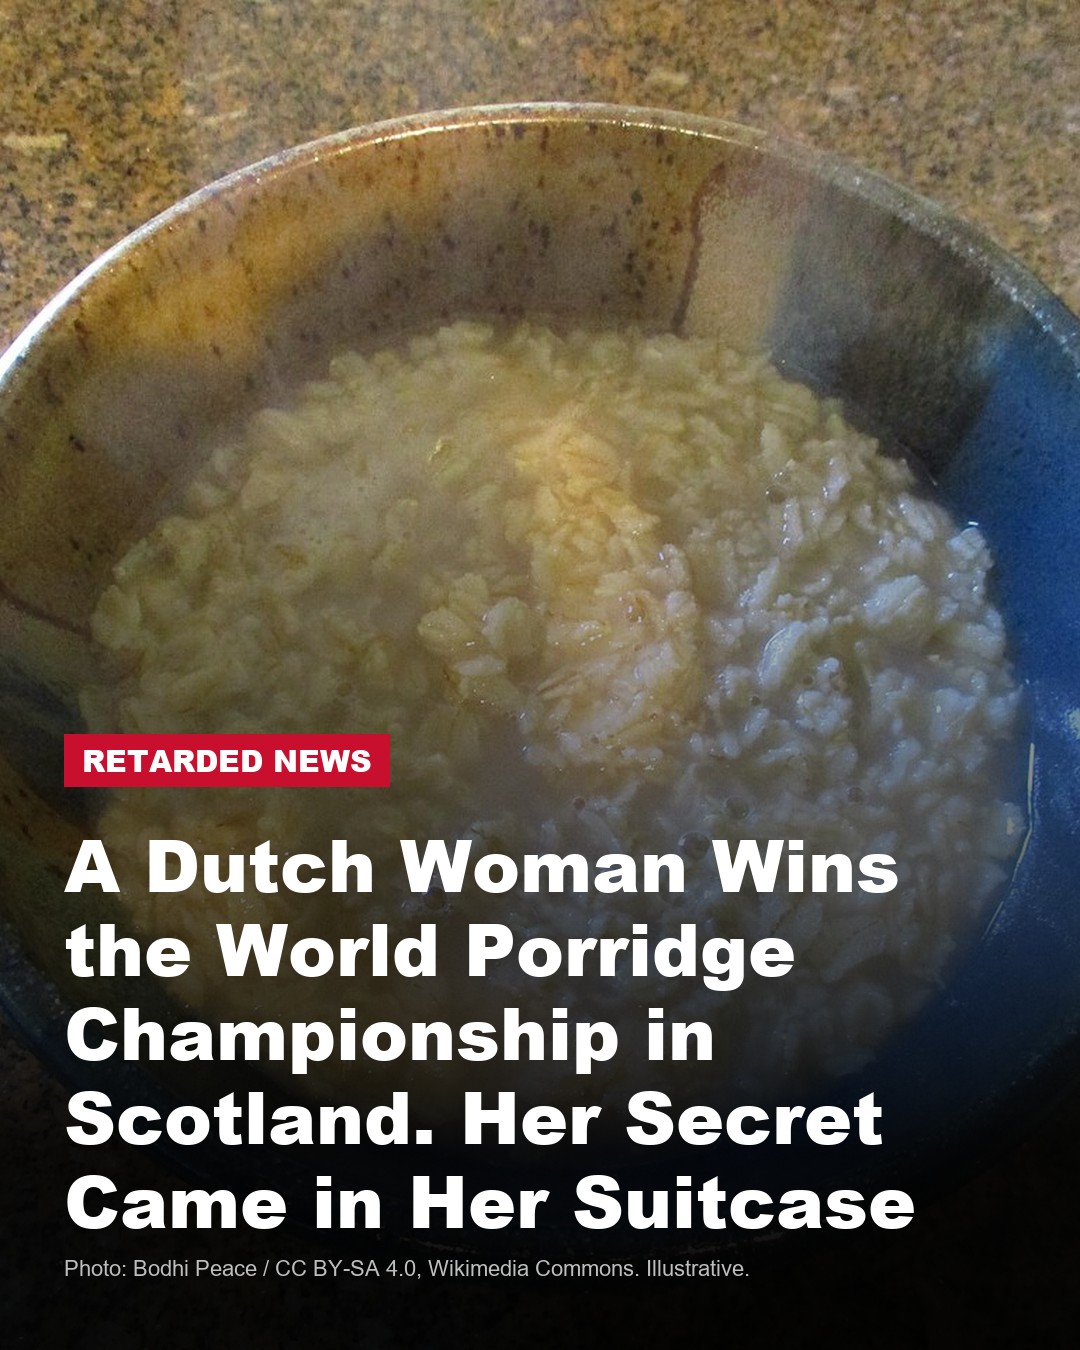 RETARDED NEWS
A Dutch Woman Wins
the World Porridge
Championship in
Scotland. Her Secret
Came in Her Suitcase
Photo: Bodhi Peace / CC BY-SA 4.0, Wikimedia Commons. Illustrative.